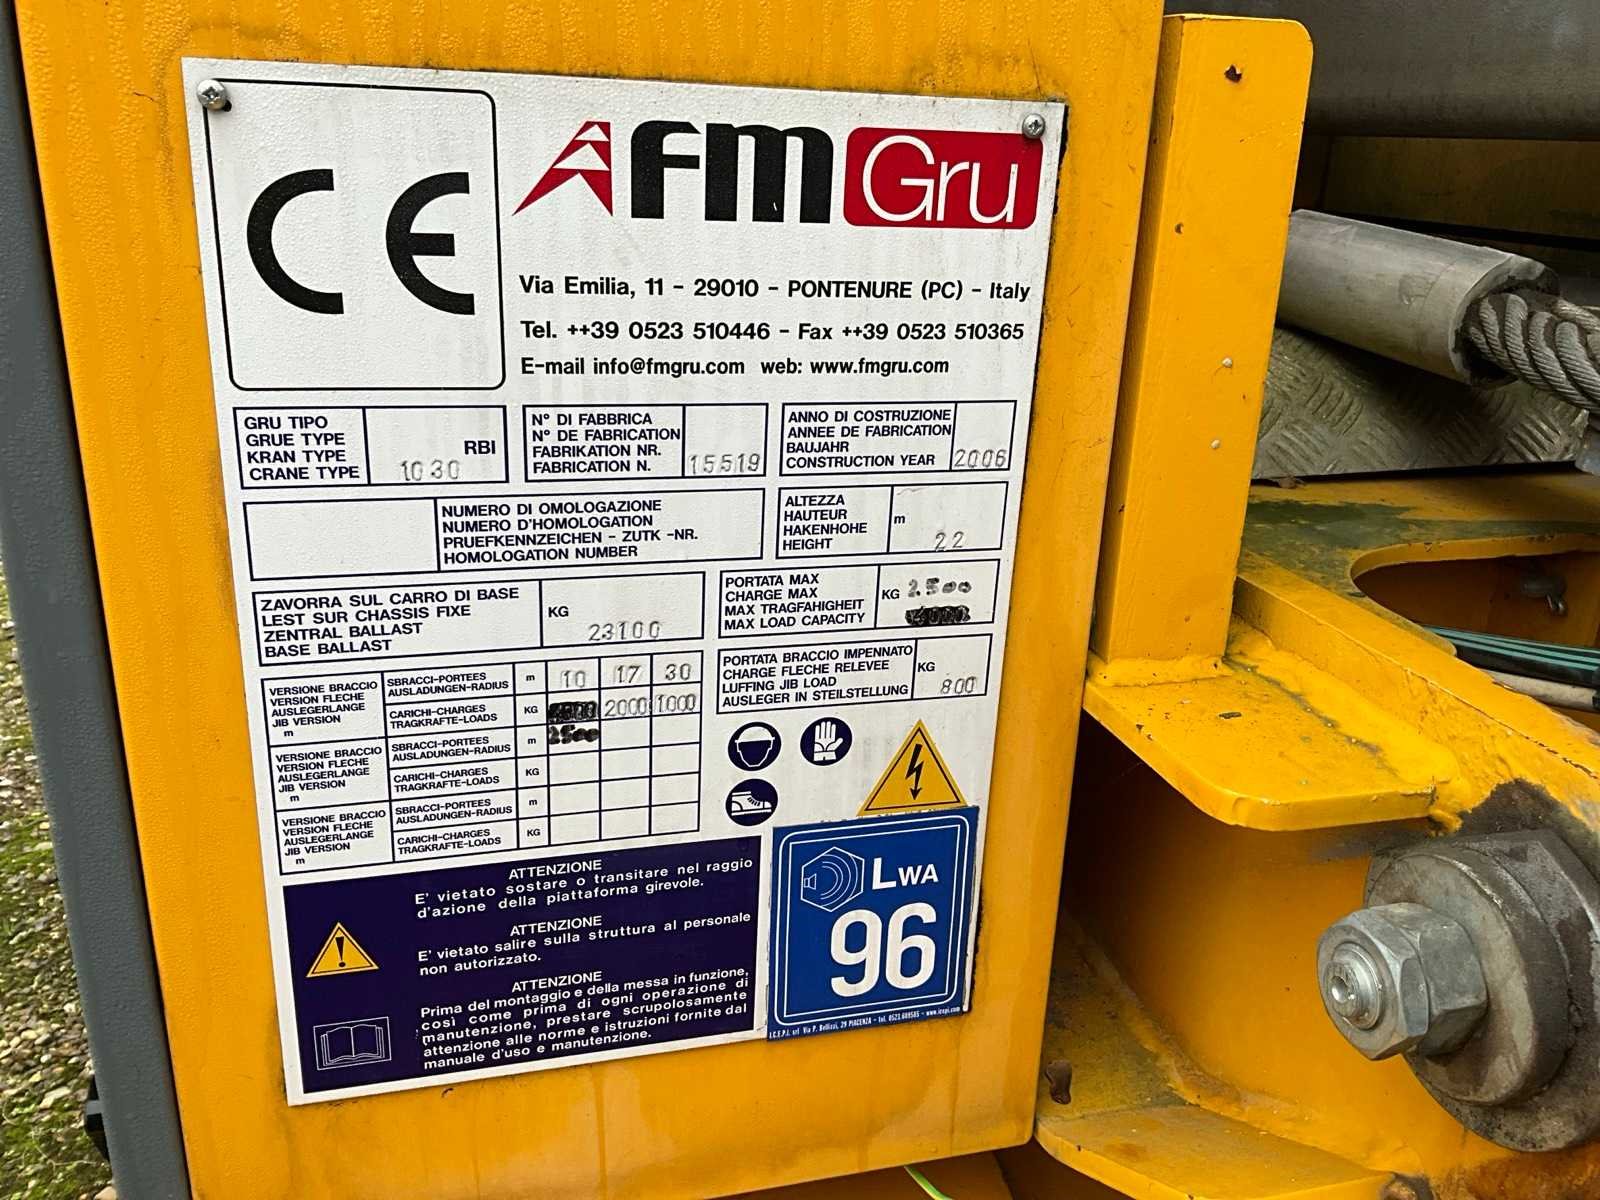 CE
FM Gru
Via Emilia, 11 - 29010 - PONTENURE (PC) - Italy
Tel. ++39 0523 510446 - Fax ++39 0523 510365
E-mail info@fmgru.com web: www.fmgru.com
GRU TIPO
GRUE TYPE
KRAN TYPE
CRANE TYPE
1030 RBI
N° DI FABBRICA
N° DE FABRICATION
FABRIKATION NR.
FABRICATION N.
15519
ANNO DI COSTRUZIONE
ANNEE DE FABRICATION
BAUJAHR
CONSTRUCTION YEAR
2006
NUMERO DI OMOLOGAZIONE
NUMERO D'HOMOLOGATION
PRUEFKENNZEICHEN - ZUTK -NR.
HOMOLOGATION NUMBER
ALTEZZA
HAUTEUR
HAKENHOHE
HEIGHT
m 22
ZAVORRA SUL CARRO DI BASE
LEST SUR CHASSIS FIXE
ZENTRAL BALLAST
BASE BALLAST
KG 23100
PORTATA MAX
CHARGE MAX
MAX TRAGFAHIGHEIT
MAX LOAD CAPACITY
KG 2500
PORTATA BRACCIO IMPENNATO
CHARGE FLECHE RELEVEE
LUFFING JIB LOAD
AUSLEGER IN STEILSTELLUNG
KG 800
VERSIONE BRACCIO
VERSION FLECHE
AUSLEGERLANGE
JIB VERSION
m
SBRACCI-PORTEES
AUSLADUNGEN-RADIUS
m 10 17 30
CARICHI-CHARGES
TRAGKRAFTE-LOADS
KG 2000 1000
2500
VERSIONE BRACCIO
VERSION FLECHE
AUSLEGERLANGE
JIB VERSION
m
SBRACCI-PORTEES
AUSLADUNGEN-RADIUS
m
CARICHI-CHARGES
TRAGKRAFTE-LOADS
KG
VERSIONE BRACCIO
VERSION FLECHE
AUSLEGERLANGE
JIB VERSION
m
SBRACCI-PORTEES
AUSLADUNGEN-RADIUS
m
CARICHI-CHARGES
TRAGKRAFTE-LOADS
KG
ATTENZIONE
E' vietato sostare o transitare nel raggio
d'azione della piattaforma girevole.
ATTENZIONE
E' vietato salire sulla struttura al personale
non autorizzato.
ATTENZIONE
Prima del montaggio e della messa in funzione,
così come prima di ogni operazione di
manutenzione, prestare scrupolosamente
attenzione alle norme e istruzioni fornite dal
manuale d'uso e manutenzione.
LWA
96
I.C.E.P.I. srl Via P. Bellizzi, 29 PIACENZA - tel. 0523.609585 - www.icepi.com